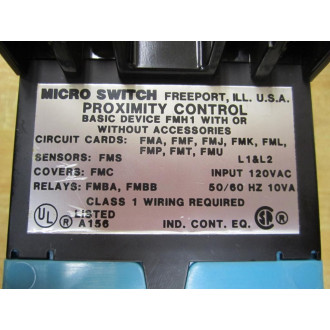 MICRO SWITCH FREEPORT, ILL. U.S.A.
PROXIMITY CONTROL
BASIC DEVICE FMH1 WITH OR
WITHOUT ACCESSORIES
CIRCUIT CARDS: FMA, FMF, FMJ, FMK, FML,
FMP, FMT, FMU
SENSORS: FMS L1&L2
COVERS: FMC INPUT 120VAC
RELAYS: FMBA, FMBB 50/60 HZ 10VA
CLASS 1 WIRING REQUIRED
UL LISTED
A156 IND. CONT. EQ. SA